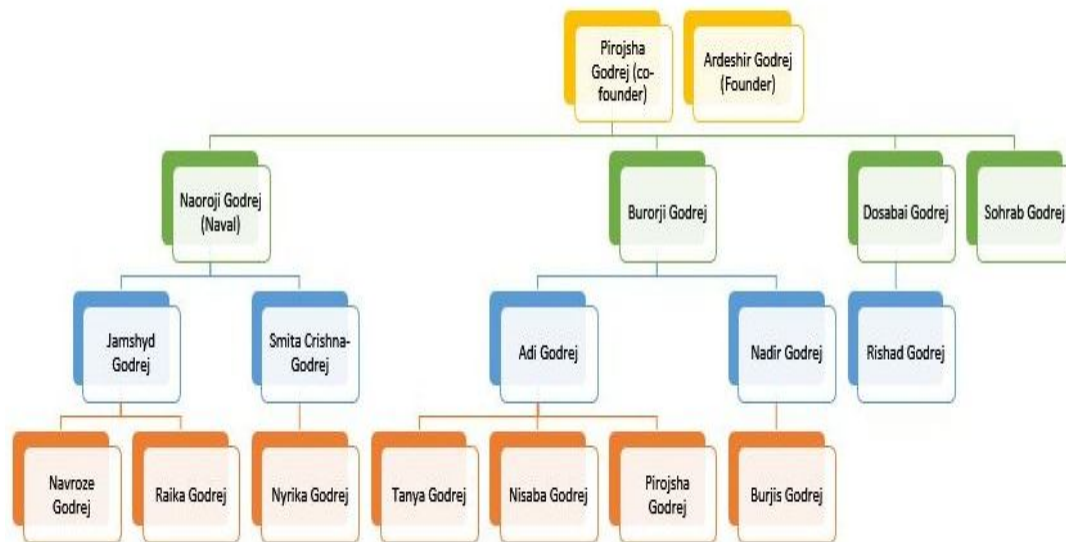 Pirojsha
Godrej (co-
founder)
Ardeshir Godrej
(Founder)
Naoroji Godrej
(Naval)
Burorji Godrej
Dosabai Godrej
Sohrab Godrej
Jamshyd
Godrej
Smita Crishna-
Godrej
Adi Godrej
Nadir Godrej
Rishad Godrej
Navroze
Godrej
Raika Godrej
Nyrika Godrej
Tanya Godrej
Nisaba Godrej
Pirojsha
Godrej
Burjis Godrej